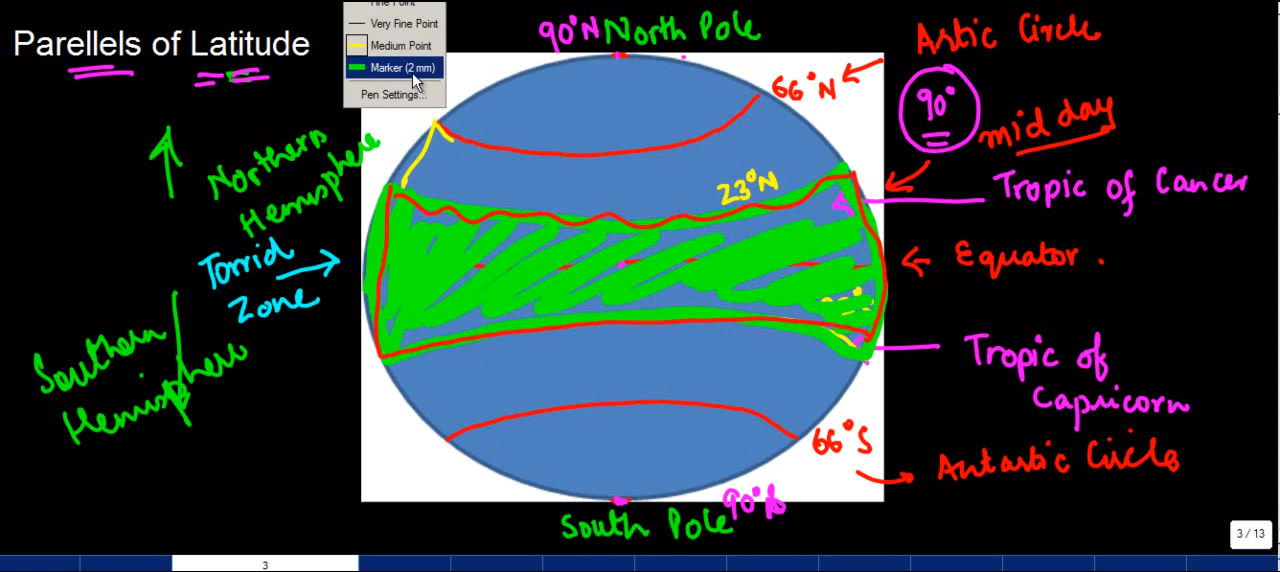 Fine Point
Very Fine Point
Medium Point
Marker (2 mm)
Pen Settings...
Parellels of Latitude
90°N North Pole
Artic Circle
66°N
90°
mid day
Northern
Hemisphere
23°N
Tropic of Cancer
Torrid
Zone
Equator .
Southern
Hemisphere
Tropic of
Capricorn
66°S
Antartic Circle
South Pole 90°S
3 / 13
3